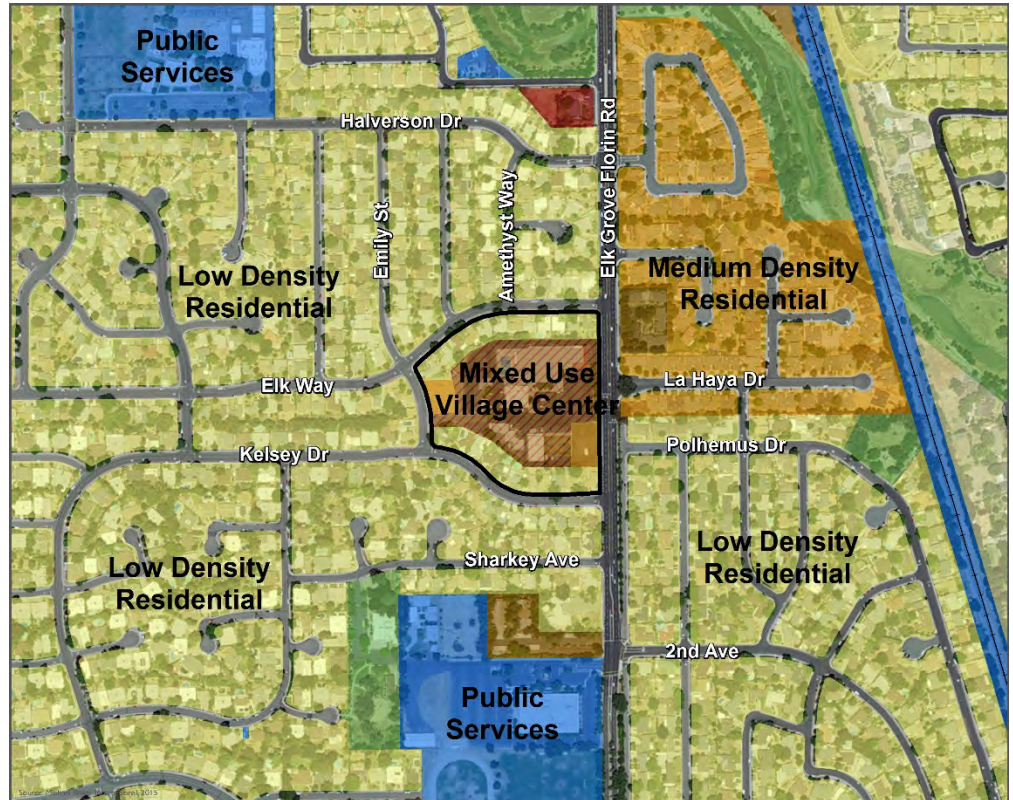 Public
Services
Halverson Dr
Elk Grove Florin Rd
Emily St
Amethyst Way
Low Density
Residential
Medium Density
Residential
Mixed Use
Village Center
Elk Way
La Haya Dr
Kelsey Dr
Polhemus Dr
Low Density
Residential
Sharkey Ave
Low Density
Residential
2nd Ave
Public
Services
2015